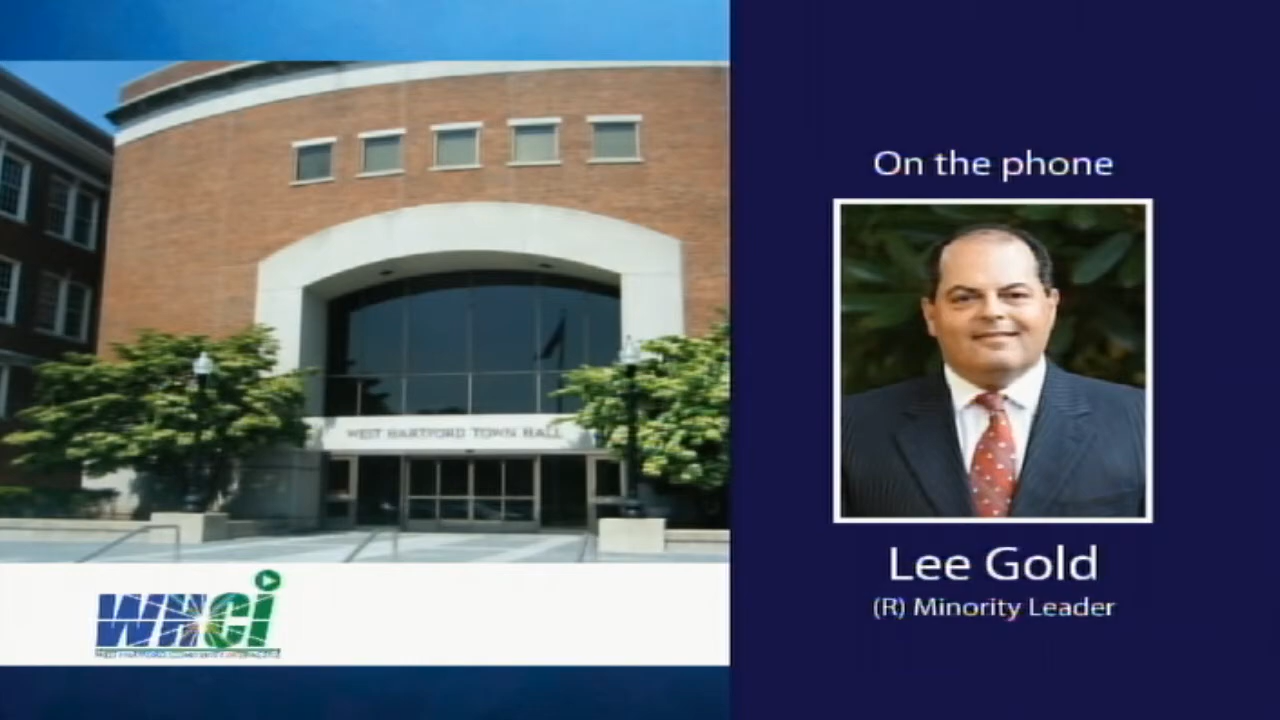 WEST HARTFORD TOWN HALL
WHCi
On the phone
Lee Gold
(R) Minority Leader